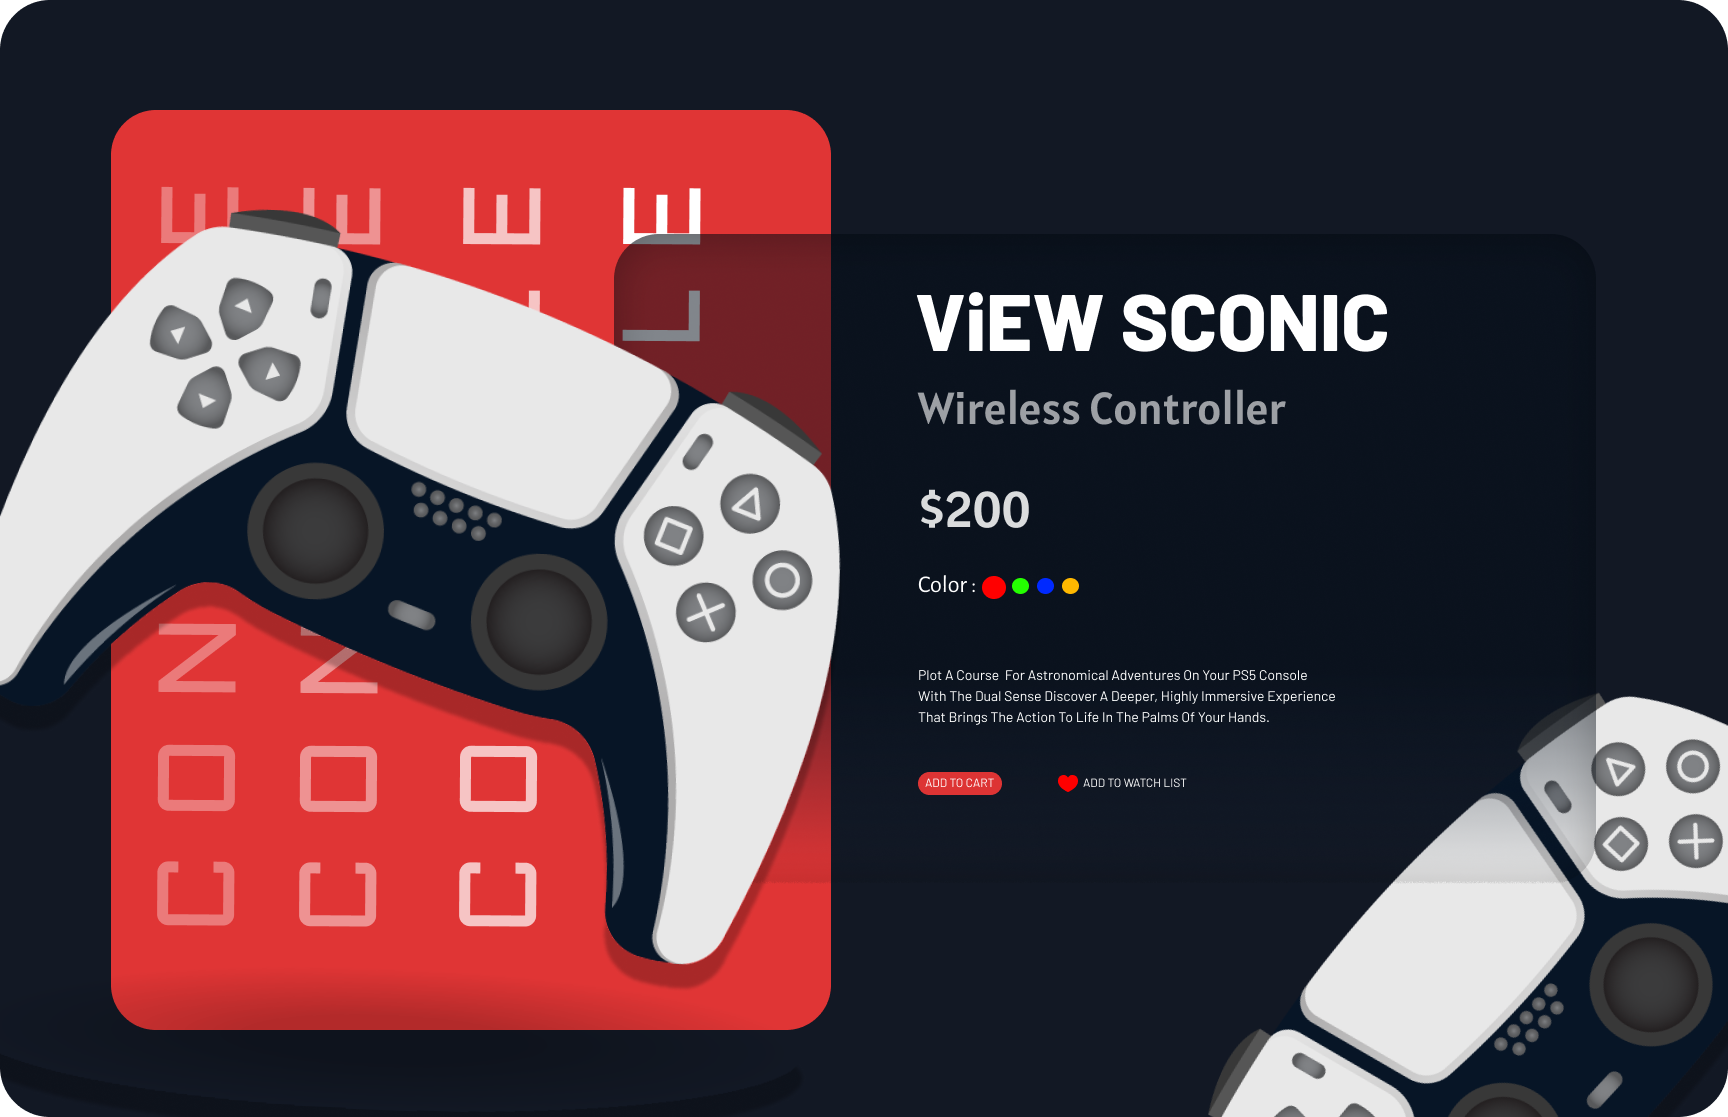 ViEW SCONIC
Wireless Controller
$200
Color :
Plot A Course For Astronomical Adventures On Your PS5 Console
With The Dual Sense Discover A Deeper, Highly Immersive Experience
That Brings The Action To Life In The Palms Of Your Hands.
ADD TO CART
ADD TO WATCH LIST